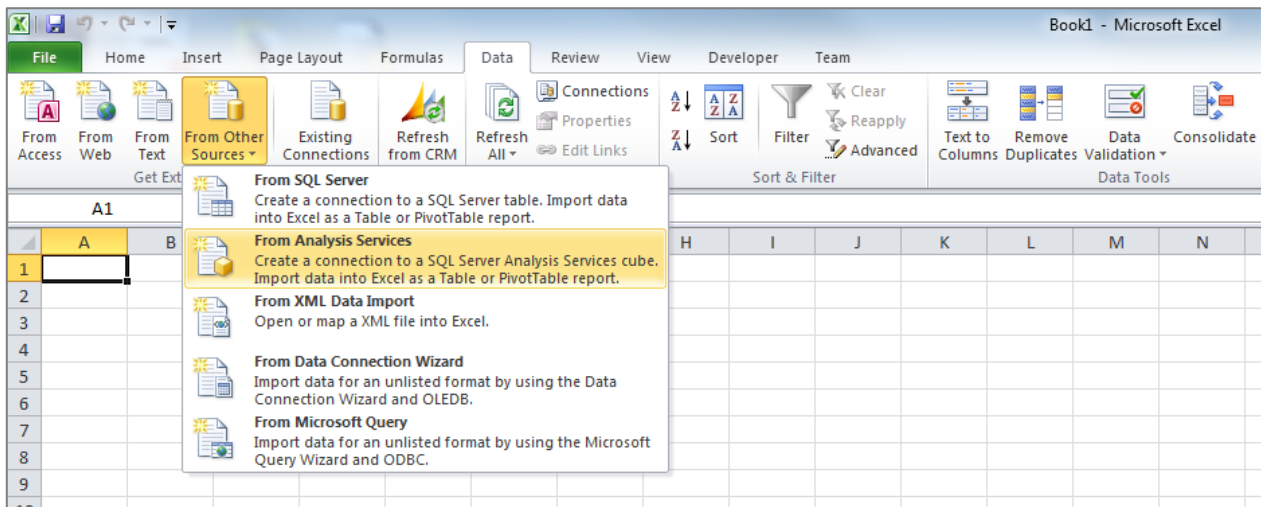 Book1 - Microsoft Excel
File Home Insert Page Layout Formulas Data Review View Developer Team
From Access
From Web
From Text
From Other Sources
Existing Connections
Refresh from CRM
Refresh All
Connections
Properties
Edit Links
Sort
Filter
Clear
Reapply
Advanced
Text to Columns
Remove Duplicates
Data Validation
Consolidate
Get Ext
Sort & Filter
Data Tools
From SQL Server
Create a connection to a SQL Server table. Import data
into Excel as a Table or PivotTable report.
From Analysis Services
Create a connection to a SQL Server Analysis Services cube.
Import data into Excel as a Table or PivotTable report.
From XML Data Import
Open or map a XML file into Excel.
From Data Connection Wizard
Import data for an unlisted format by using the Data
Connection Wizard and OLEDB.
From Microsoft Query
Import data for an unlisted format by using the Microsoft
Query Wizard and ODBC.
A1
A B H I J K L M N
1
2
3
4
5
6
7
8
9